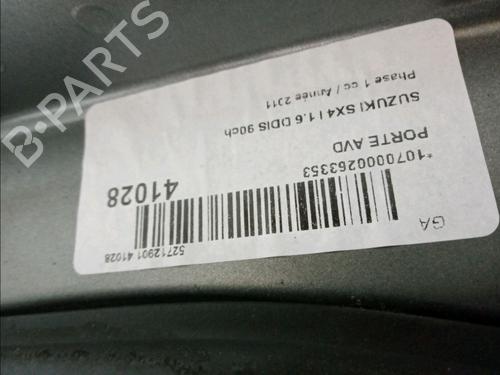 GA
52712901 41028
*1070000263353
41028
PORTE AVD
SUZUKI SX4 I 1.6 DDIS 90ch
Phase 1 cc / Année 2011
B-PARTS